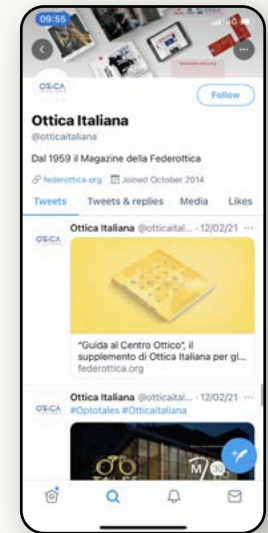 09:55
4G
OTTICA
ITALIANA
Follow
Ottica Italiana
@otticaitaliana
Dal 1959 il Magazine della Federottica
federottica.org Joined October 2014
Tweets Tweets & replies Media Likes
OTTICA
Ottica Italiana @otticaital... · 12/02/21 ···
“Guida al Centro Ottico”, il
supplemento di Ottica Italiana per gl...
federottica.org
OTTICA
Ottica Italiana @otticaital... · 12/02/21 ···
#Optotales #OtticaItaliana